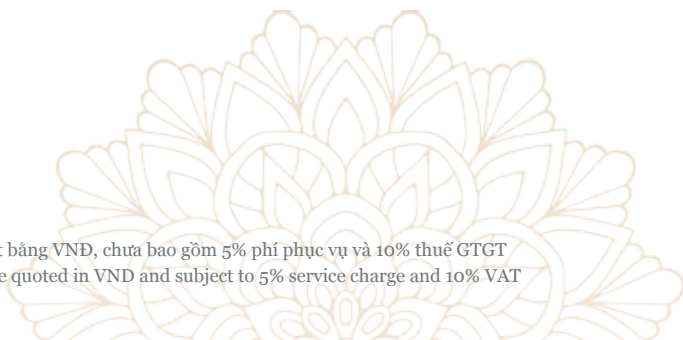 bằng VNĐ, chưa bao gồm 5% phí phục vụ và 10% thuế GTGT
quoted in VND and subject to 5% service charge and 10% VAT